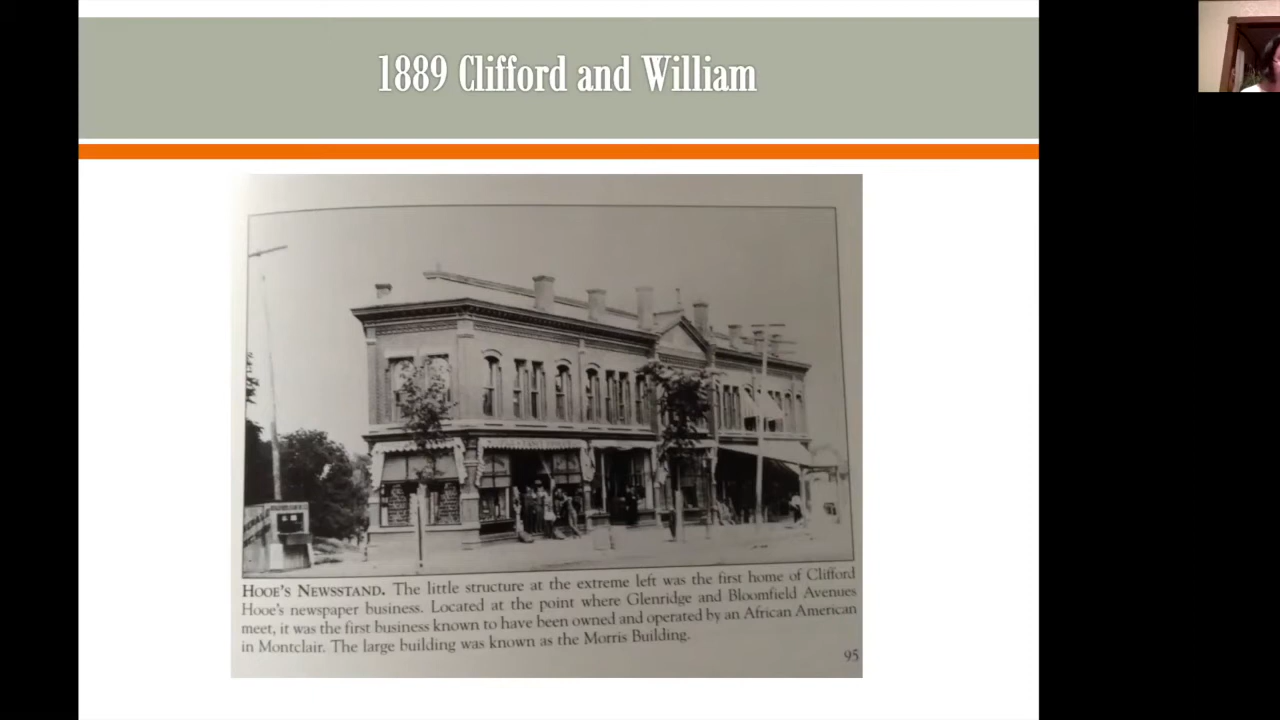 1889 Clifford and William
HOOE'S NEWSSTAND. The little structure at the extreme left was the first home of Clifford
Hooe's newspaper business. Located at the point where Glenridge and Bloomfield Avenues
meet, it was the first business known to have been owned and operated by an African American
in Montclair. The large building was known as the Morris Building.
95